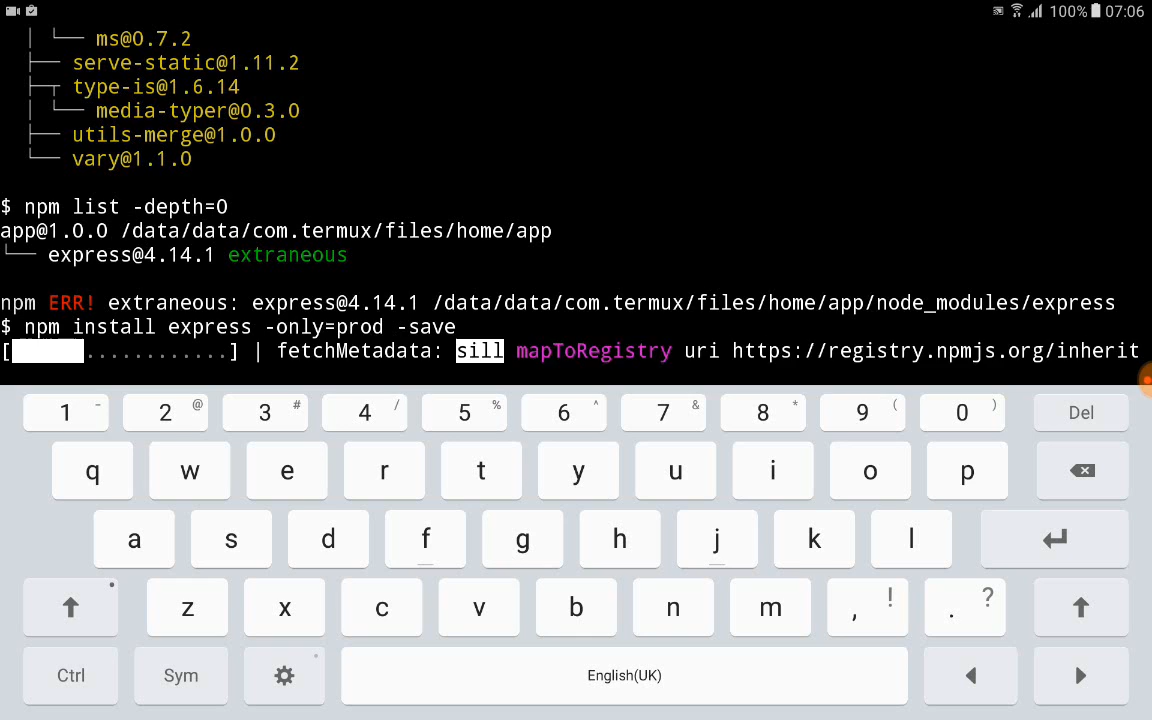 100% 07:06
│ └── ms@0.7.2
├── serve-static@1.11.2
├─┬ type-is@1.6.14
│ └── media-typer@0.3.0
├── utils-merge@1.0.0
└── vary@1.1.0
$ npm list -depth=0
app@1.0.0 /data/data/com.termux/files/home/app
└── express@4.14.1 extraneous
npm ERR! extraneous: express@4.14.1 /data/data/com.termux/files/home/app/node_modules/express
$ npm install express -only=prod -save
[ ............] | fetchMetadata: sill mapToRegistry uri https://registry.npmjs.org/inherit
1 - 2 @ 3 # 4 / 5 % 6 ^ 7 & 8 * 9 ( 0 ) Del
q w e r t y u i o p
a s d f g h j k l
z x c v b n m , ! . ?
Ctrl Sym English(UK)